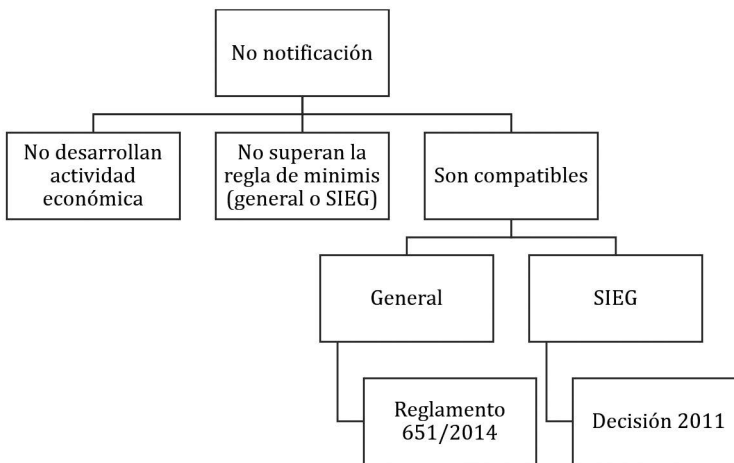 No notificación
No desarrollan
actividad
económica
No superan la
regla de minimis
(general o SIEG)
Son compatibles
General
SIEG
Reglamento
651/2014
Decisión 2011